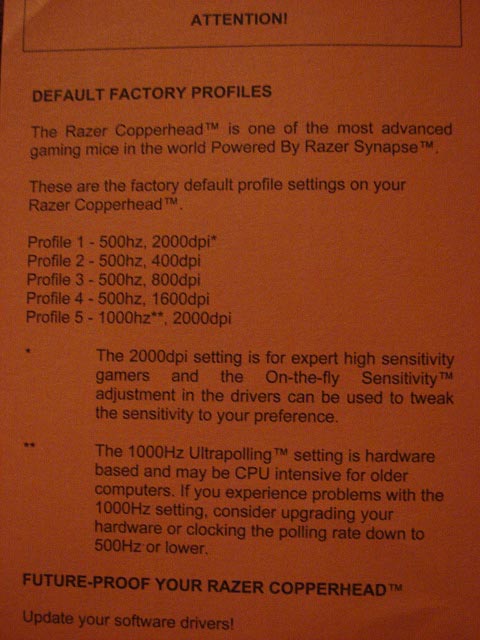 ATTENTION!
DEFAULT FACTORY PROFILES
The Razer Copperhead™ is one of the most advanced
gaming mice in the world Powered By Razer Synapse™.
These are the factory default profile settings on your
Razer Copperhead™.
Profile 1 - 500hz, 2000dpi*
Profile 2 - 500hz, 400dpi
Profile 3 - 500hz, 800dpi
Profile 4 - 500hz, 1600dpi
Profile 5 - 1000hz**, 2000dpi
* The 2000dpi setting is for expert high sensitivity
gamers and the On-the-fly Sensitivity™
adjustment in the drivers can be used to tweak
the sensitivity to your preference.
** The 1000Hz Ultrapolling™ setting is hardware
based and may be CPU intensive for older
computers. If you experience problems with the
1000Hz setting, consider upgrading your
hardware or clocking the polling rate down to
500Hz or lower.
FUTURE-PROOF YOUR RAZER COPPERHEAD™
Update your software drivers!